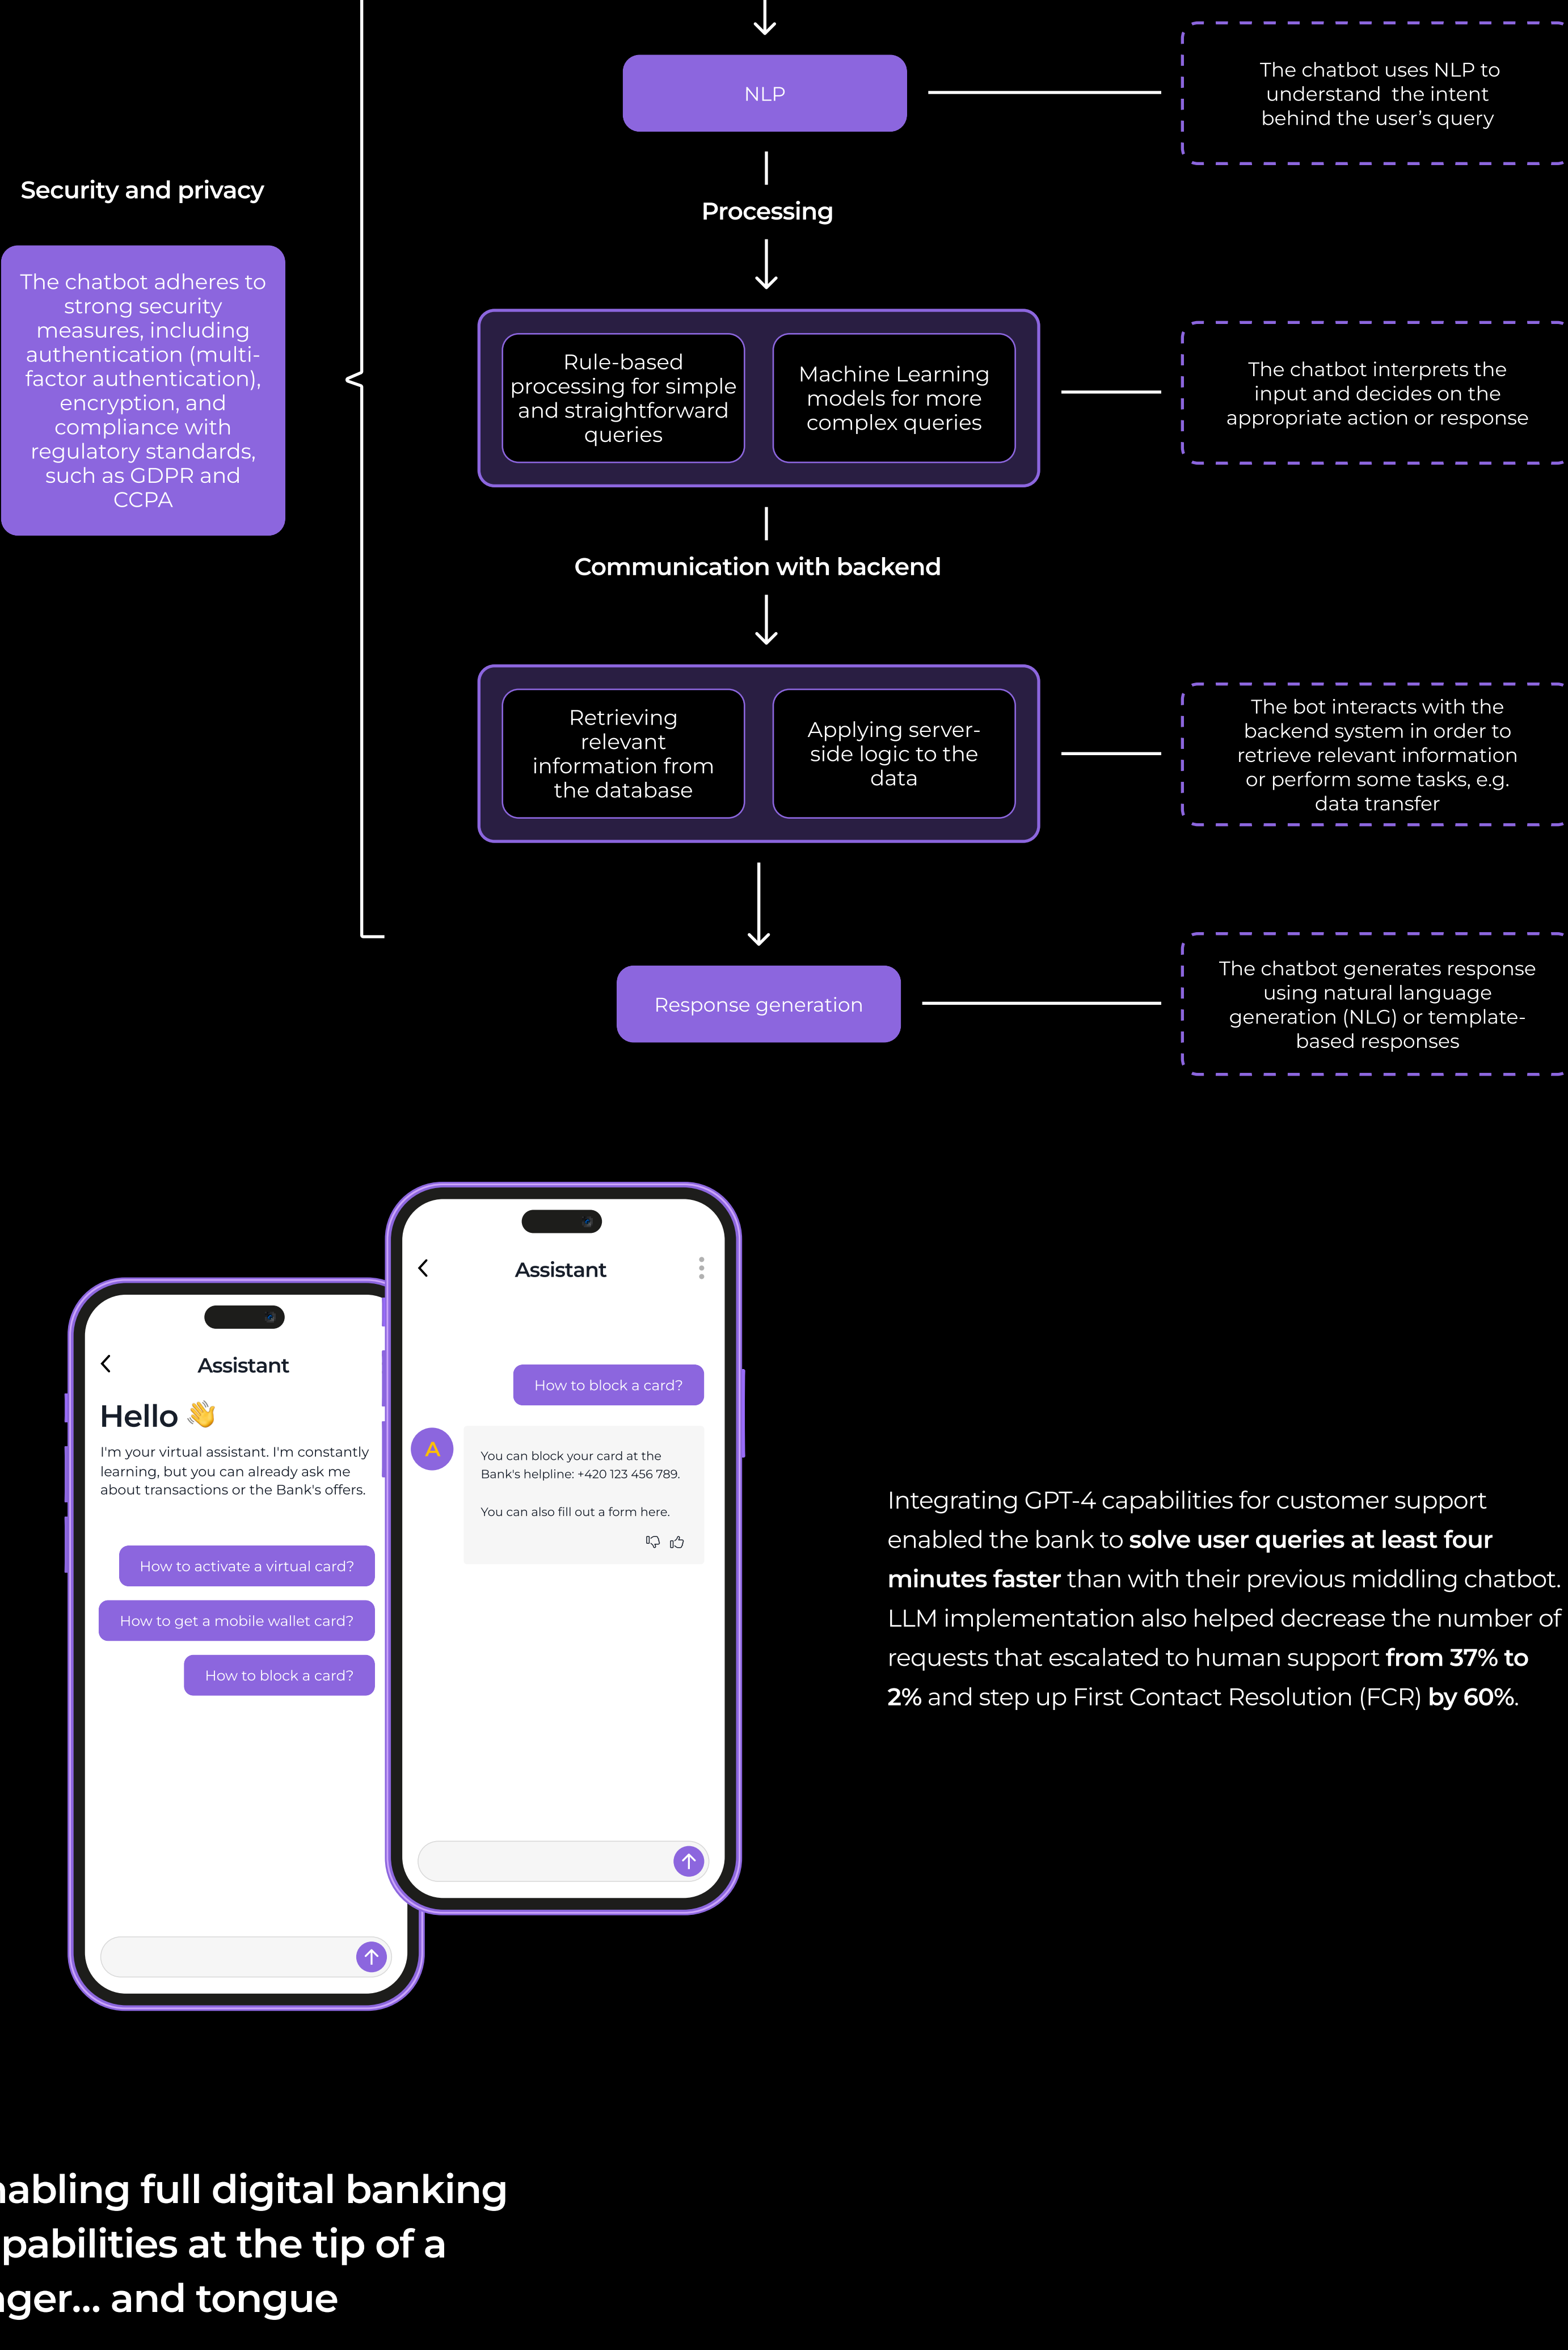 NLP
The chatbot uses NLP to
understand the intent
behind the user’s query
Security and privacy
The chatbot adheres to
strong security
measures, including
authentication (multi-
factor authentication),
encryption, and
compliance with
regulatory standards,
such as GDPR and
CCPA
Processing
Rule-based
processing for simple
and straightforward
queries
Machine Learning
models for more
complex queries
The chatbot interprets the
input and decides on the
appropriate action or response
Communication with backend
Retrieving
relevant
information from
the database
Applying server-
side logic to the
data
The bot interacts with the
backend system in order to
retrieve relevant information
or perform some tasks, e.g.
data transfer
Response generation
The chatbot generates response
using natural language
generation (NLG) or template-
based responses
Assistant
Hello 👋
I'm your virtual assistant. I'm constantly
learning, but you can already ask me
about transactions or the Bank's offers.
How to activate a virtual card?
How to get a mobile wallet card?
How to block a card?
Assistant
How to block a card?
A
You can block your card at the
Bank's helpline: +420 123 456 789.
You can also fill out a form here.
Integrating GPT-4 capabilities for customer support
enabled the bank to solve user queries at least four
minutes faster than with their previous middling chatbot.
LLM implementation also helped decrease the number of
requests that escalated to human support from 37% to
2% and step up First Contact Resolution (FCR) by 60%.
nabling full digital banking
pabilities at the tip of a
nger... and tongue